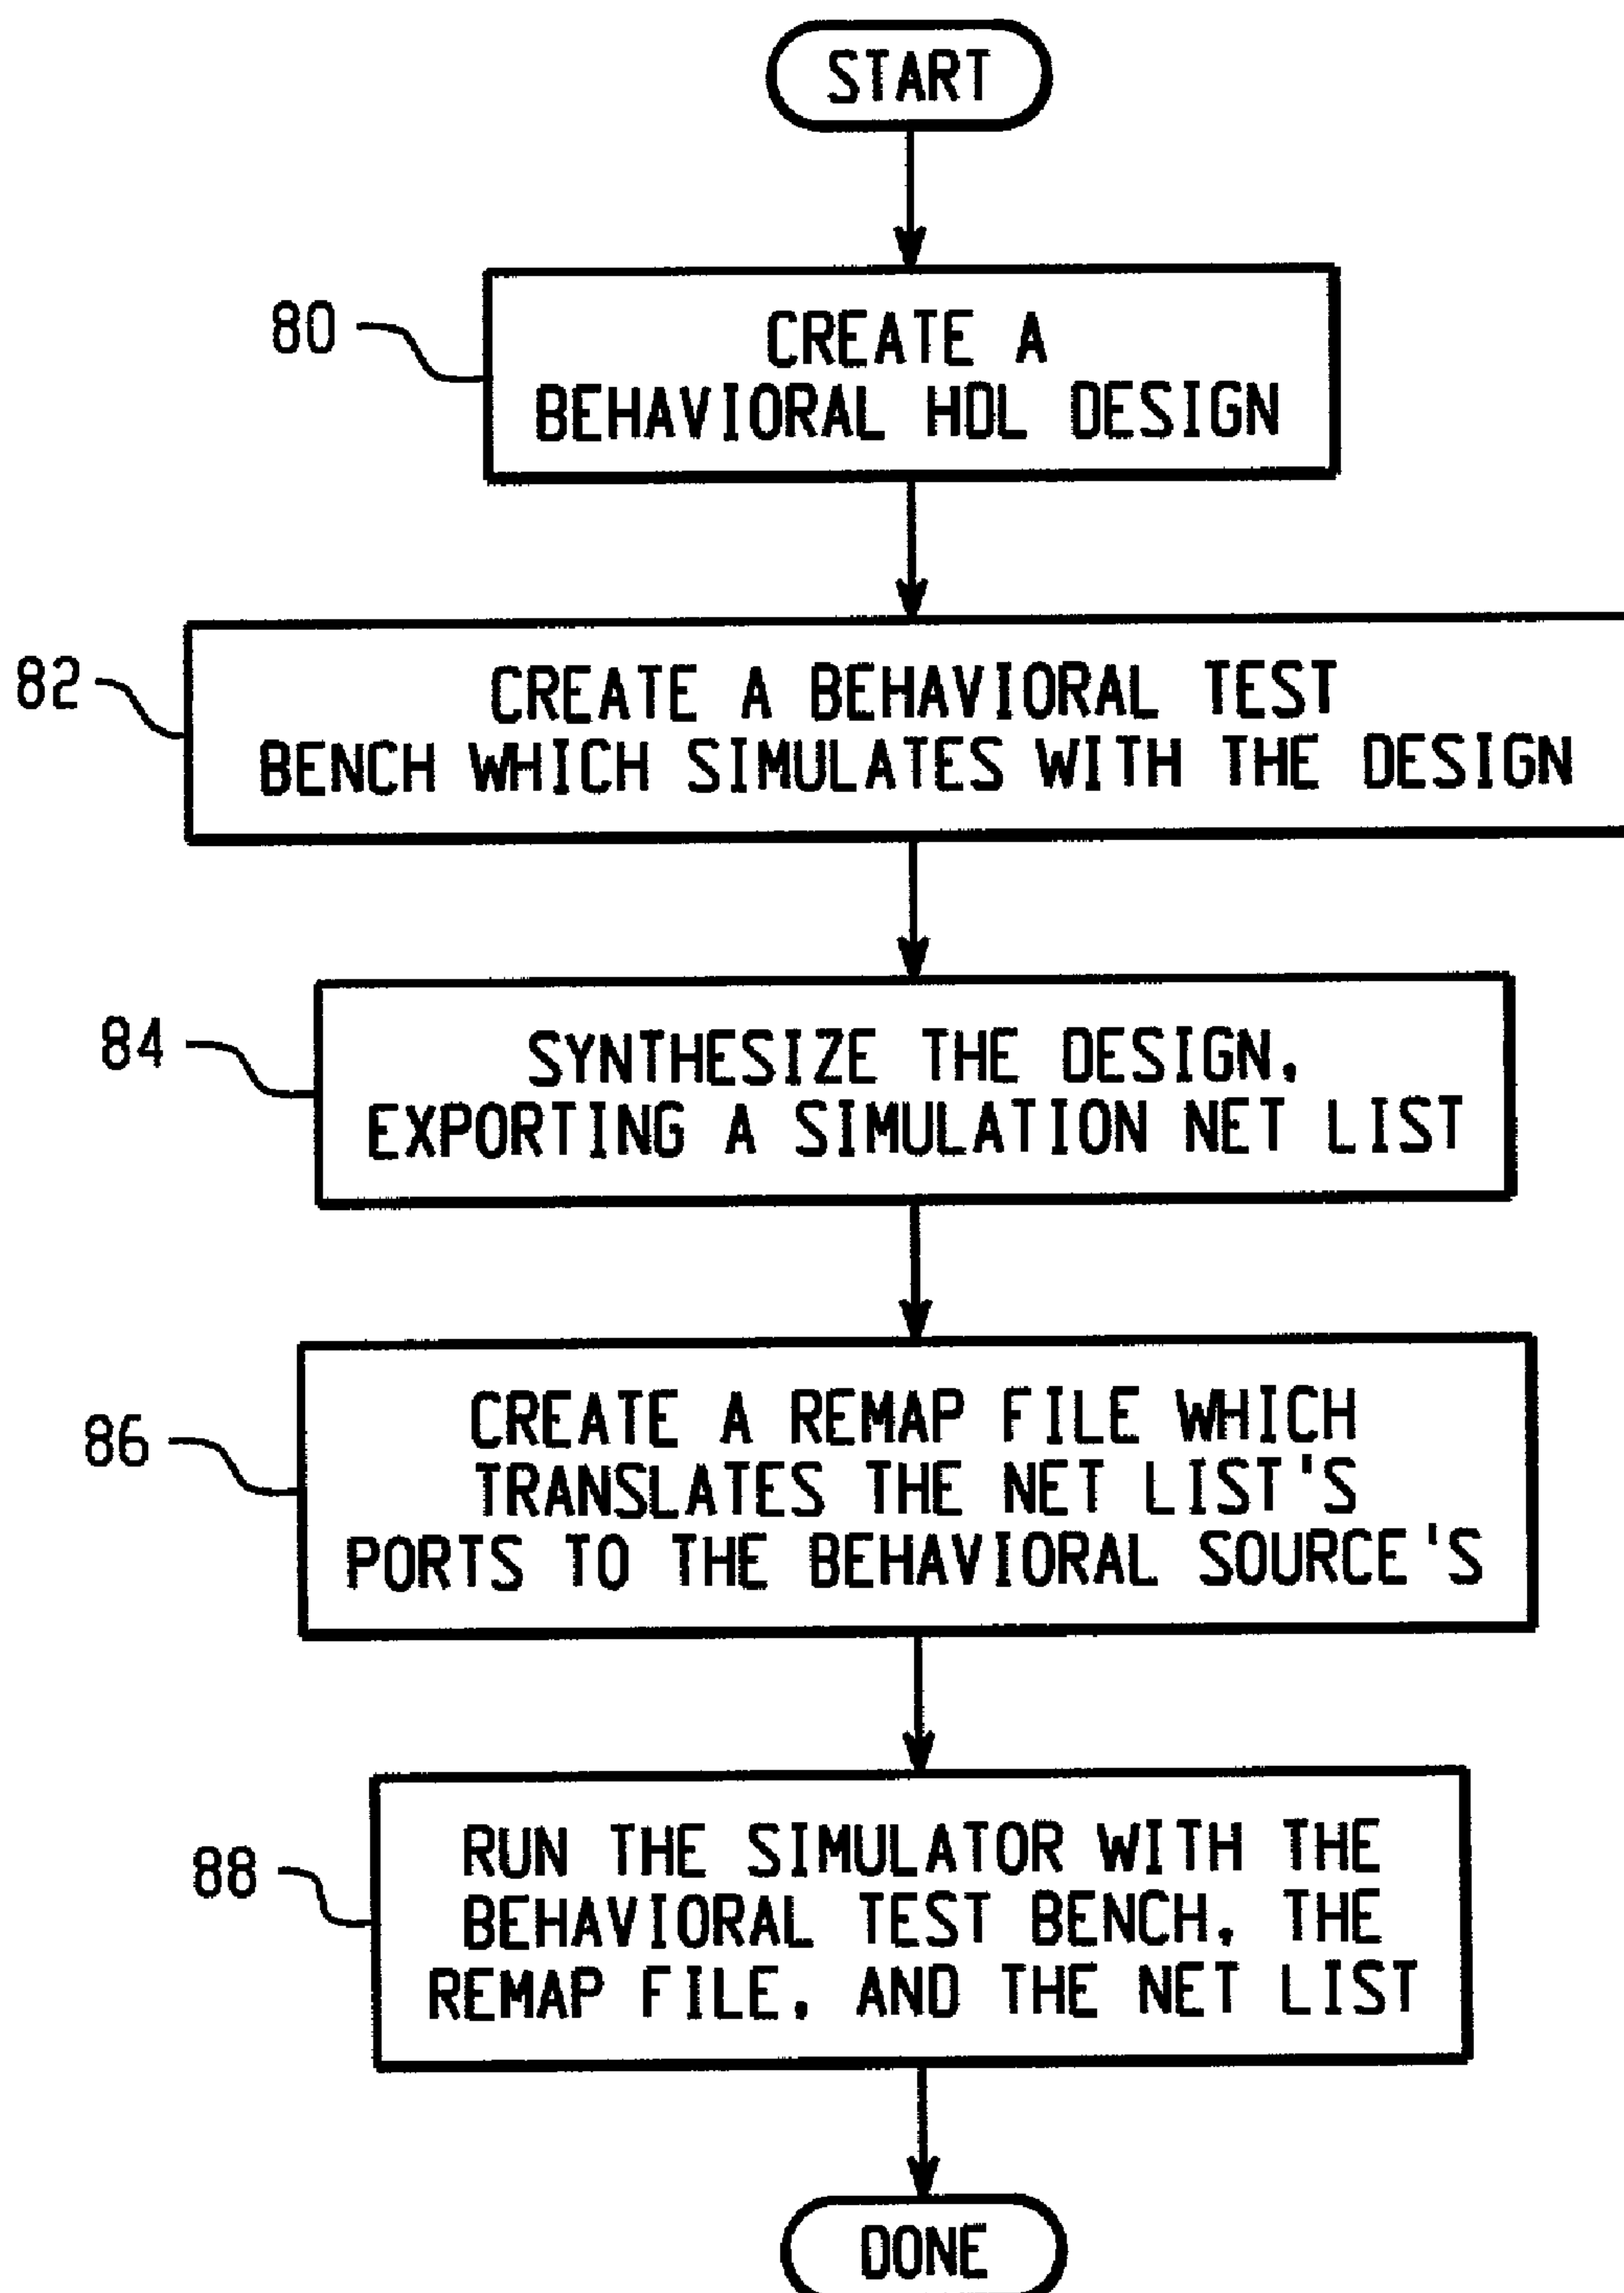 START
80
CREATE A
BEHAVIORAL HDL DESIGN
82
CREATE A BEHAVIORAL TEST
BENCH WHICH SIMULATES WITH THE DESIGN
84
SYNTHESIZE THE DESIGN,
EXPORTING A SIMULATION NET LIST
86
CREATE A REMAP FILE WHICH
TRANSLATES THE NET LIST'S
PORTS TO THE BEHAVIORAL SOURCE'S
88
RUN THE SIMULATOR WITH THE
BEHAVIORAL TEST BENCH, THE
REMAP FILE, AND THE NET LIST
DONE